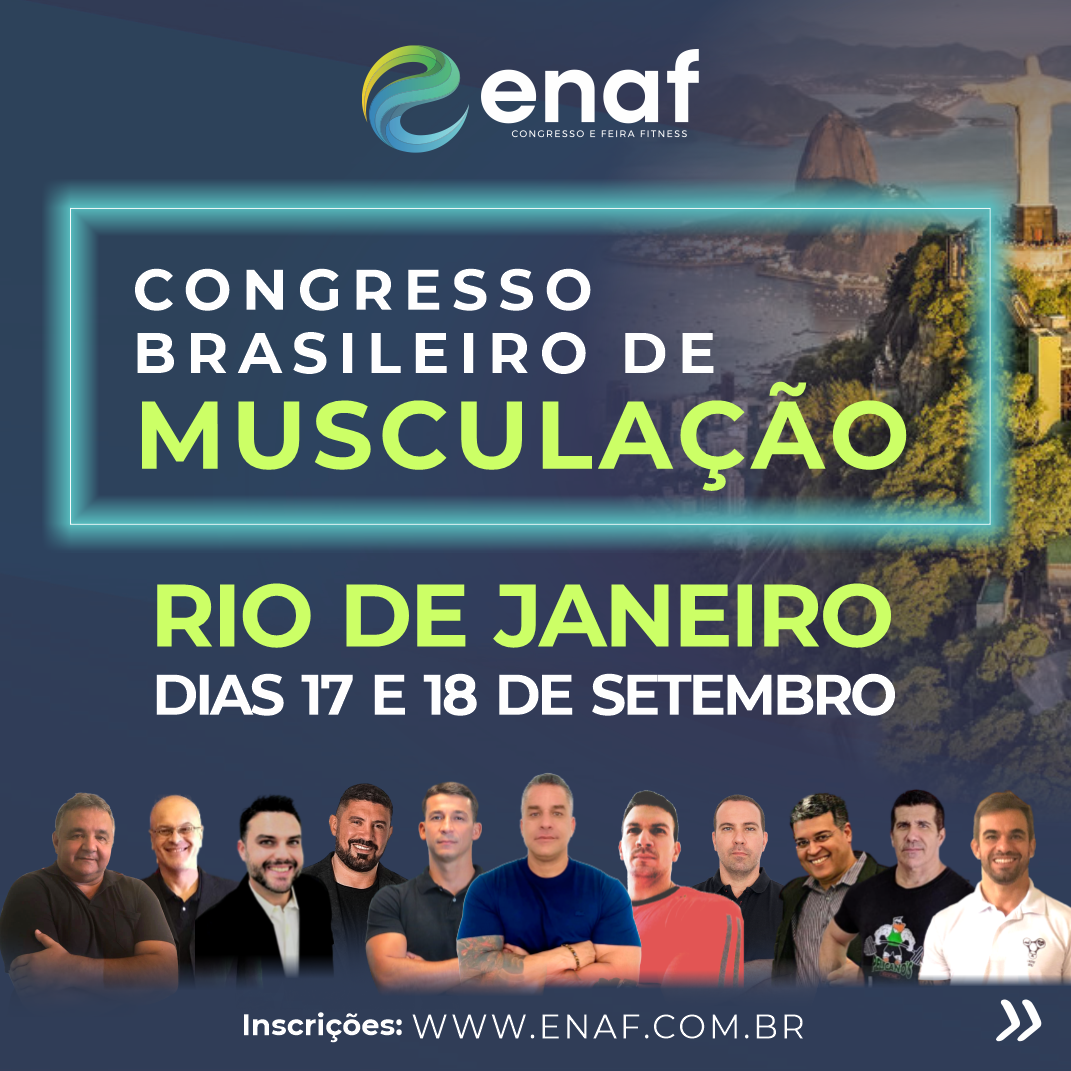 enaf
CONGRESSO E FEIRA FITNESS
CONGRESSO
BRASILEIRO DE
MUSCULAÇÃO
RIO DE JANEIRO
DIAS 17 E 18 DE SETEMBRO
Inscrições: WWW.ENAF.COM.BR